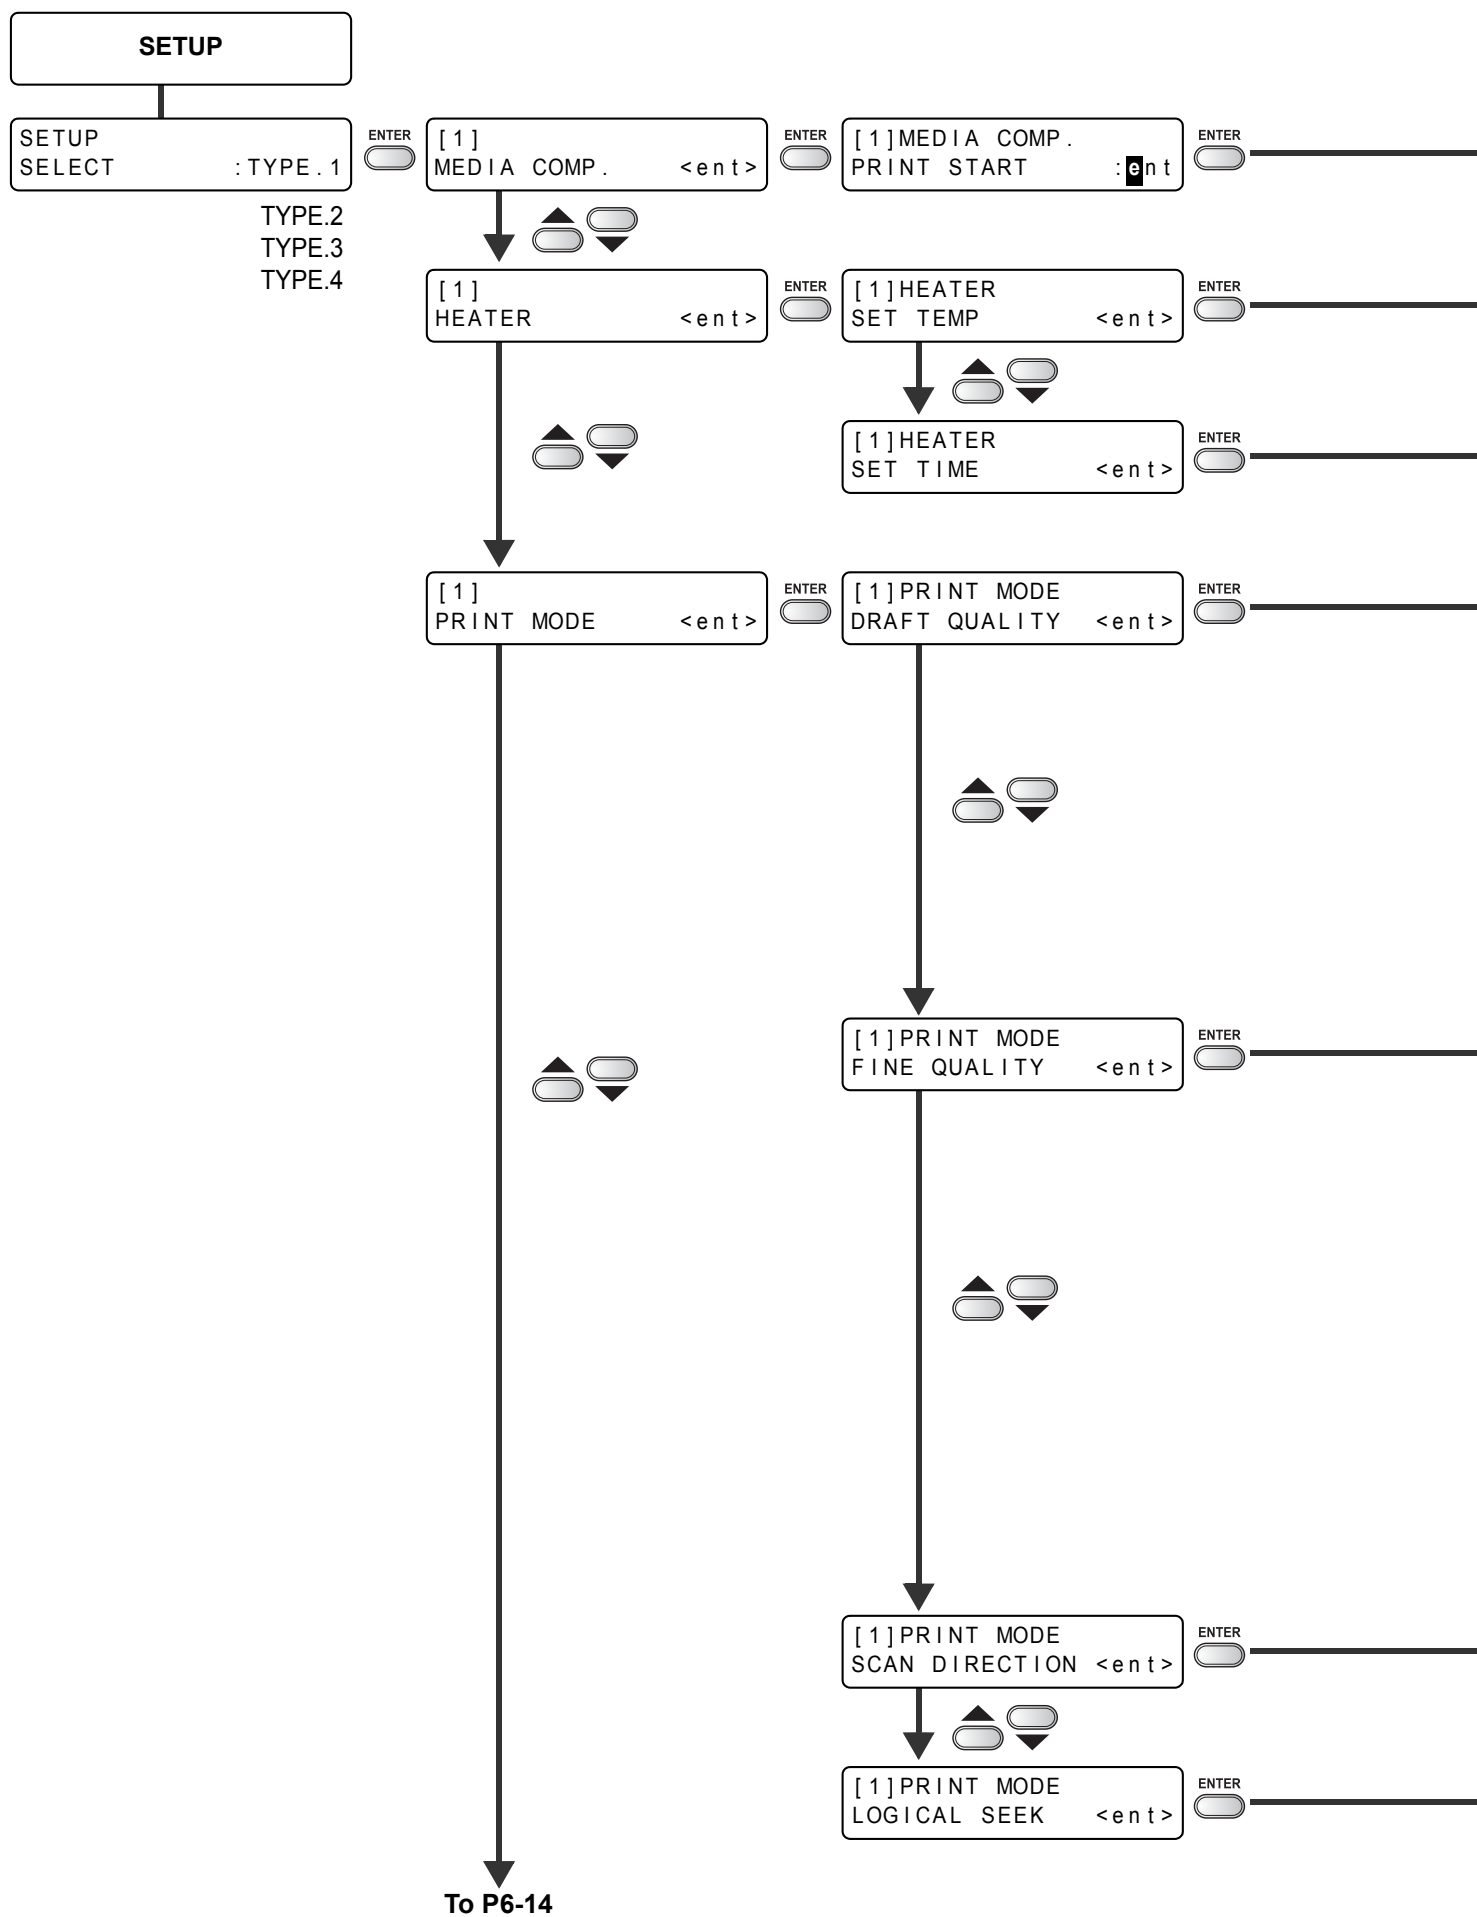 SETUP
SETUP
SELECT :TYPE.1
TYPE.2
TYPE.3
TYPE.4
ENTER
[1]
MEDIA COMP. <ent>
ENTER
[1]MEDIA COMP.
PRINT START :ent
ENTER
[1]
HEATER <ent>
ENTER
[1]HEATER
SET TEMP <ent>
ENTER
[1]HEATER
SET TIME <ent>
ENTER
[1]
PRINT MODE <ent>
ENTER
[1]PRINT MODE
DRAFT QUALITY <ent>
ENTER
[1]PRINT MODE
FINE QUALITY <ent>
ENTER
[1]PRINT MODE
SCAN DIRECTION <ent>
ENTER
[1]PRINT MODE
LOGICAL SEEK <ent>
ENTER
To P6-14